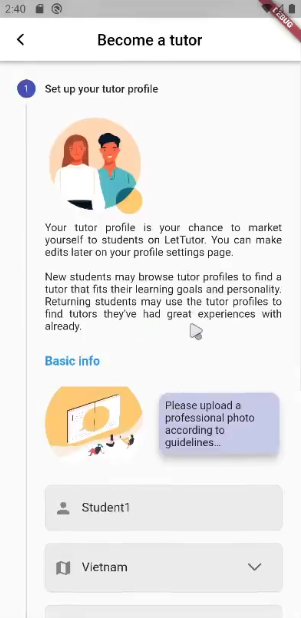 2:40
DEBUG
Become a tutor
1 Set up your tutor profile
Your tutor profile is your chance to market
yourself to students on LetTutor. You can make
edits later on your profile settings page.
New students may browse tutor profiles to find a
tutor that fits their learning goals and personality.
Returning students may use the tutor profiles to
find tutors they've had great experiences with
already.
Basic info
Please upload a
professional photo
according to
guidelines...
Student1
Vietnam